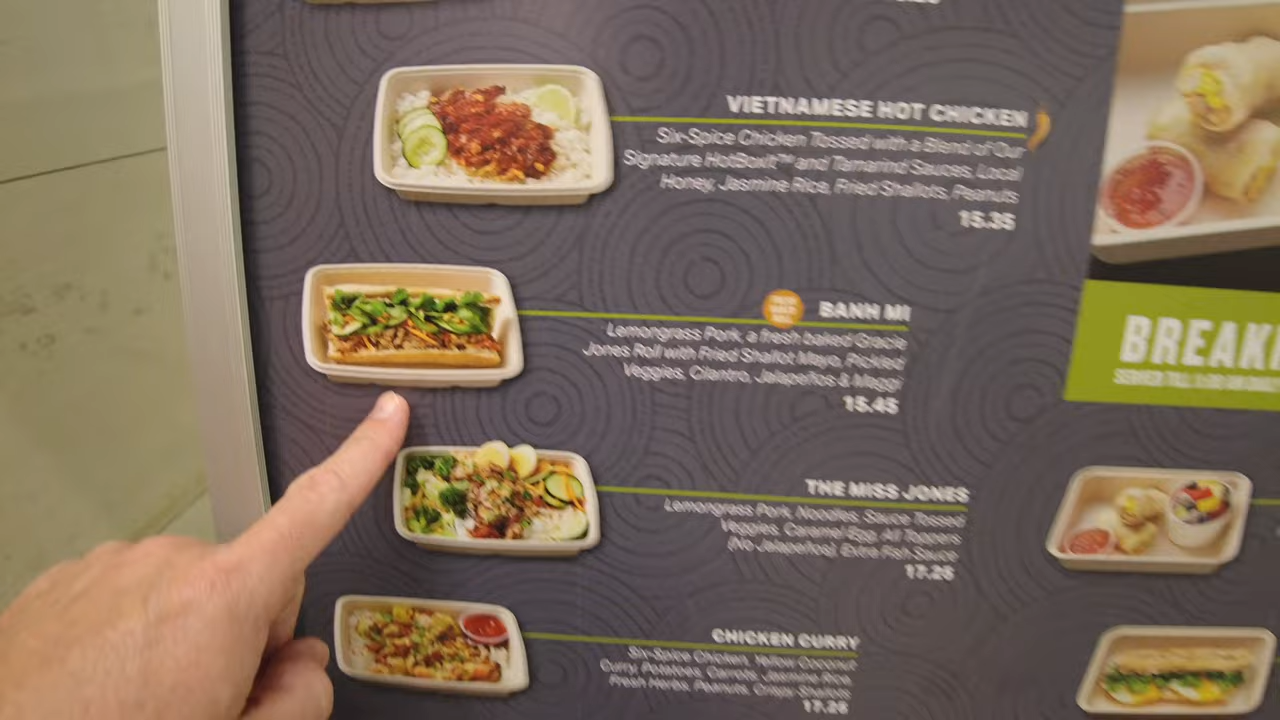 VIETNAMESE HOT CHICKEN
Six-Spice Chicken Tossed with a Blend of Our
Signature HotBoxit™ and Tamarind Sauces, Local
Honey, Jasmine Rice, Fried Shallots, Peanuts
15.35
BANH MI
Lemongrass Pork, a fresh baked Gracie
Jones Roll with Fried Shallot Mayo, Pickled
Veggies, Cilantro, Jalapeños & Maggi
15.45
THE MISS JONES
Lemongrass Pork, Noodles, Sauce Tossed
Veggies, Caramel Egg, All Toppers
(No Jalapeños), Extra Fish Sauce
17.25
CHICKEN CURRY
Six-Spice Chicken, Yellow Coconut
Curry, Potatoes, Carrots, Jasmine Rice
Fresh Herbs, Peanuts, Crispy Shallots
17.25
BREAK